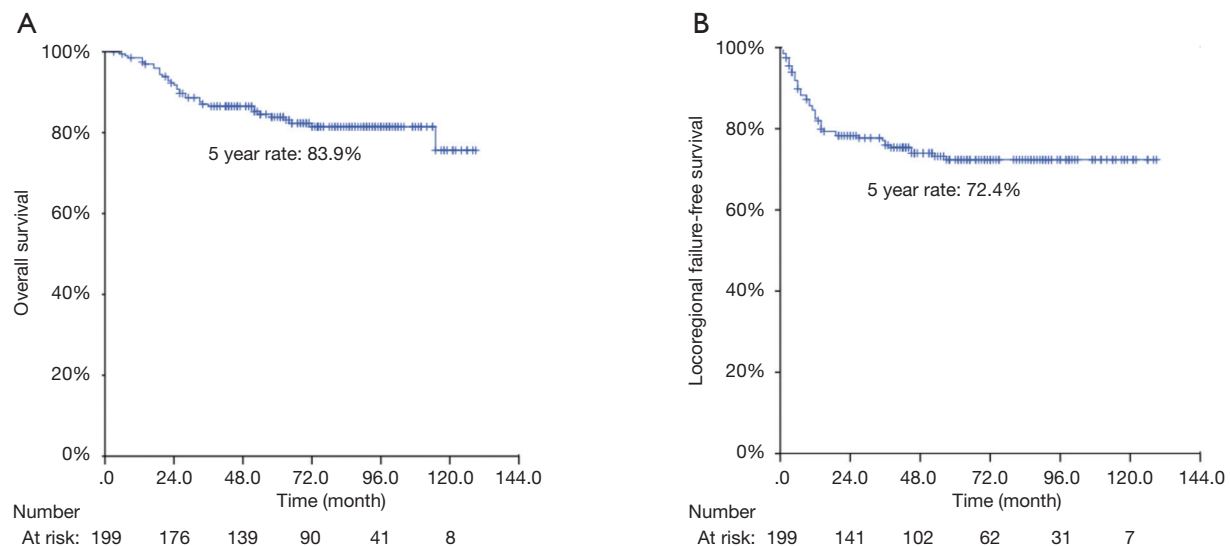 A
Overall survival
100%
80%
60%
40%
20%
0%
5 year rate: 83.9%
.0 24.0 48.0 72.0 96.0 120.0 144.0
Time (month)
Number
At risk: 199 176 139 90 41 8
B
Locoregional failure-free survival
100%
80%
60%
40%
20%
0%
5 year rate: 72.4%
.0 24.0 48.0 72.0 96.0 120.0 144.0
Time (month)
Number
At risk: 199 141 102 62 31 7